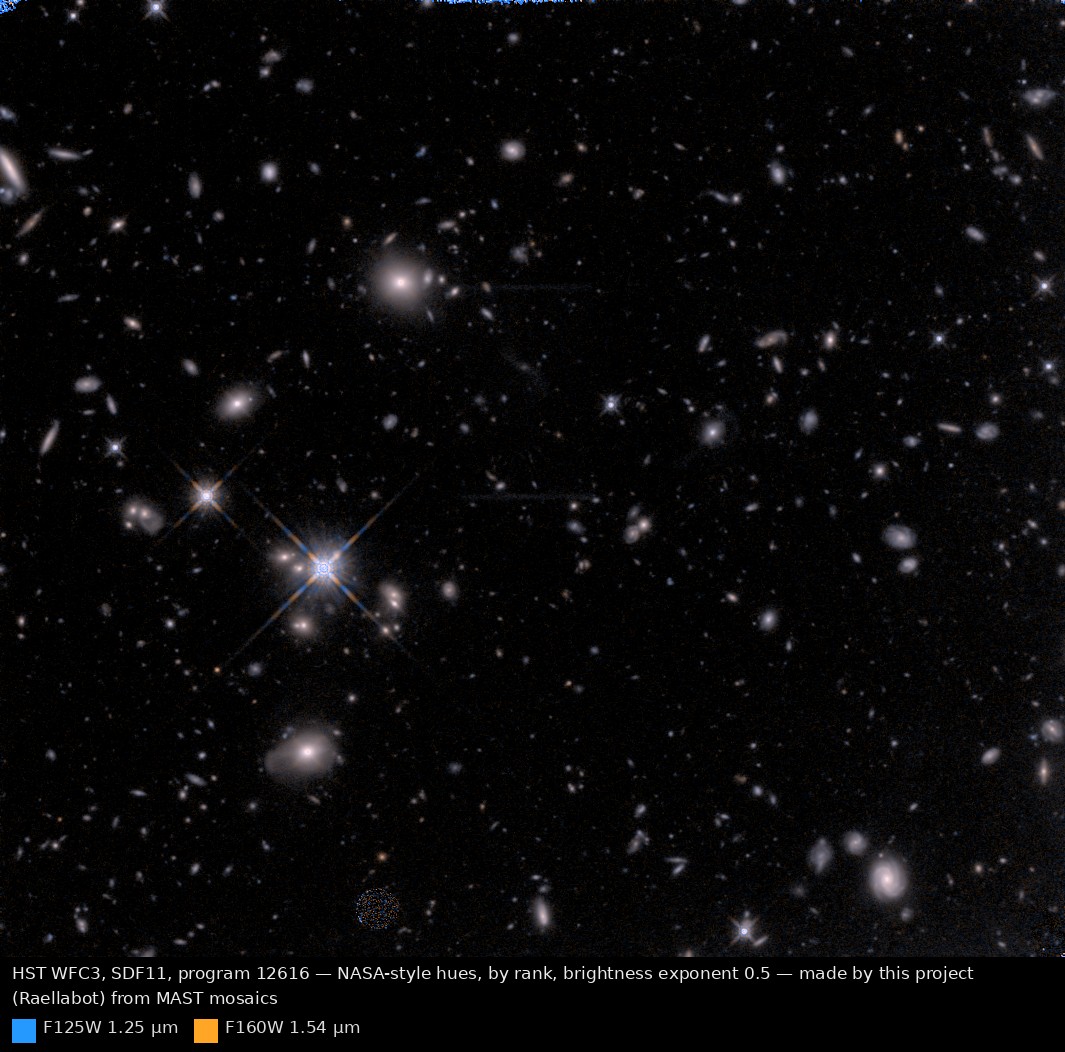 HST WFC3, SDF11, program 12616 — NASA-style hues, by rank, brightness exponent 0.5 — made by this project
(Raellabot) from MAST mosaics
F125W 1.25 μm F160W 1.54 μm